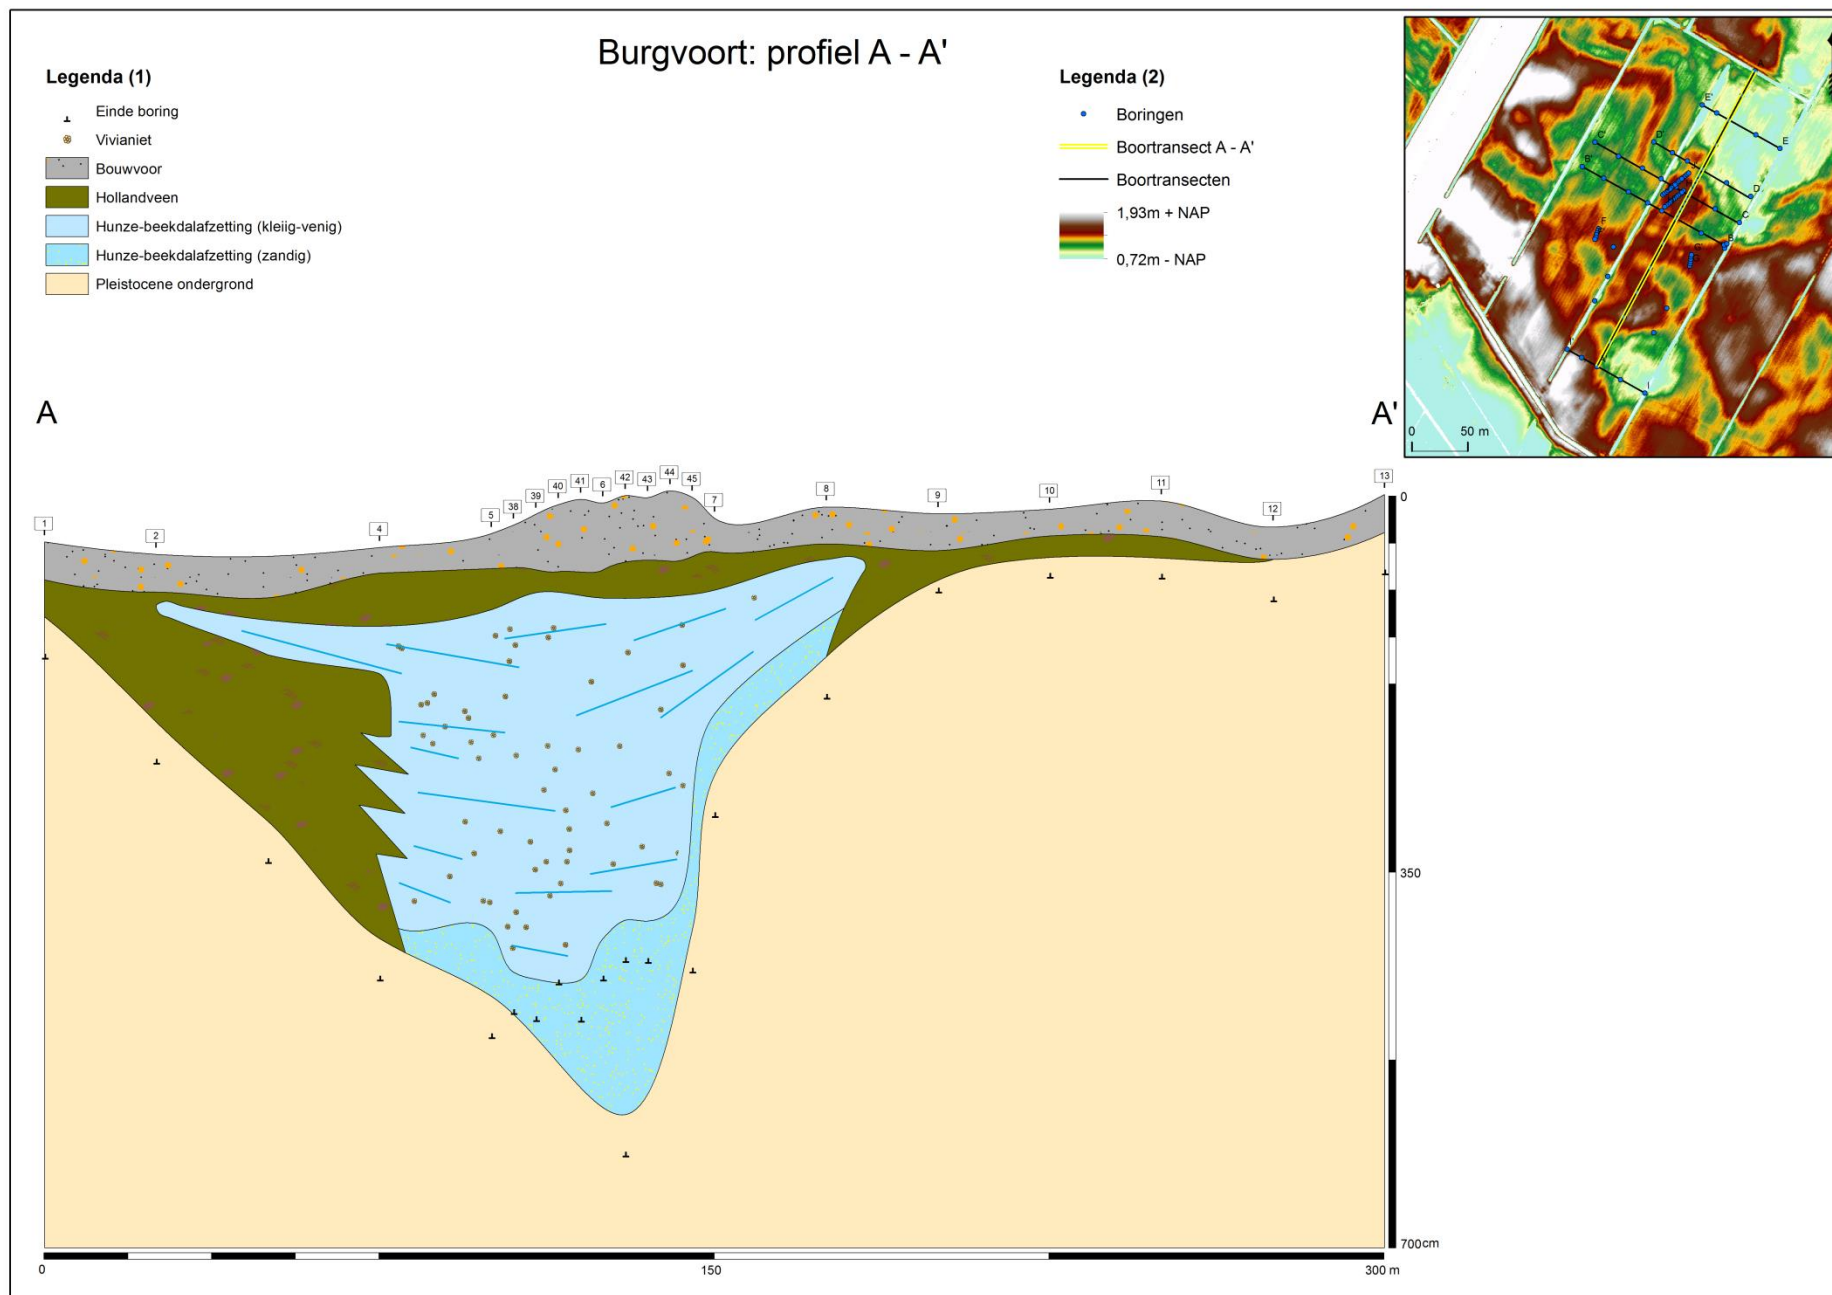 Burgvoort: profiel A - A'
Legenda (1)
Einde boring
Vivianiet
Bouwvoor
Hollandveen
Hunze-beekdalafzetting (kleiig-venig)
Hunze-beekdalafzetting (zandig)
Pleistocene ondergrond
Legenda (2)
Boringen
Boortransect A - A'
Boortransecten
1,93m + NAP
0,72m - NAP
E'
E
C'
D'
B'
D
C
F
B
G
I
0 50 m
A
A'
1
2
4
5
38
39
40
41
6
42
43
44
45
7
8
9
10
11
12
13
0
350
700cm
0
150
300 m